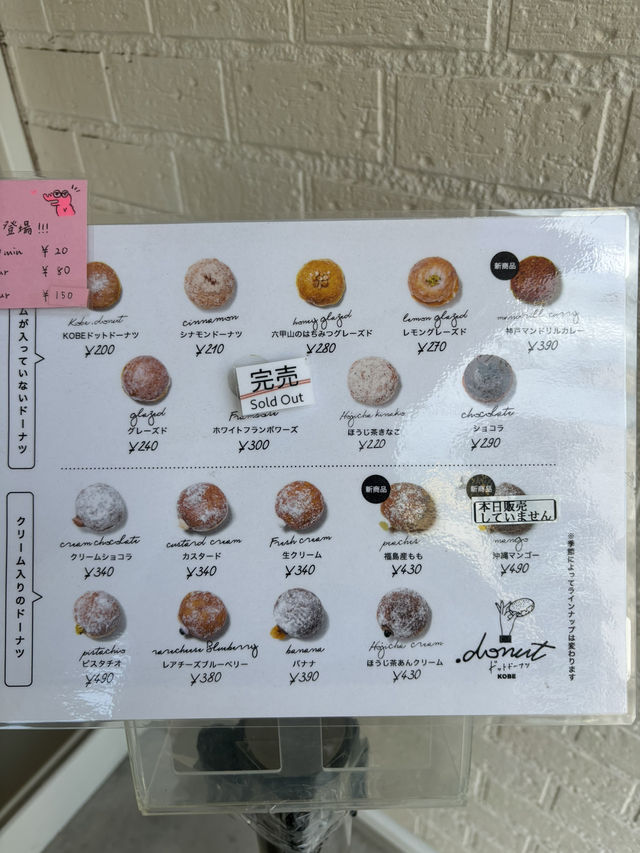 登場!!!
min ¥20
ur ¥80
ur ¥150
ムが入っていないドーナツ
新商品
Kobe.donut
KOBEドットドーナツ
¥200
cinnamon
シナモンドーナツ
¥210
honey glazed
六甲山のはちみつグレーズド
¥280
lemon glazed
レモングレーズド
¥270
curry
神戸マンドリルカレー
¥390
glazed
グレーズド
¥240
完売
Sold Out
ホワイトフランボワーズ
¥300
Hojicha kinako
ほうじ茶きなこ
¥220
chocolate
ショコラ
¥290
クリーム入りのドーナツ
cream chocolate
クリームショコラ
¥340
custard cream
カスタード
¥340
Fresh cream
生クリーム
¥340
新商品
peaches
福島産もも
¥430
新商品
本日販売
していません
mango
沖縄マンゴー
¥490
pistachio
ピスタチオ
¥490
rarecheese blueberry
レアチーズブルーベリー
¥380
banana
バナナ
¥390
Hojicha cream
ほうじ茶あんクリーム
¥430
.donut
ドットドーナツ
KOBE
※季節によってラインナップは変わります